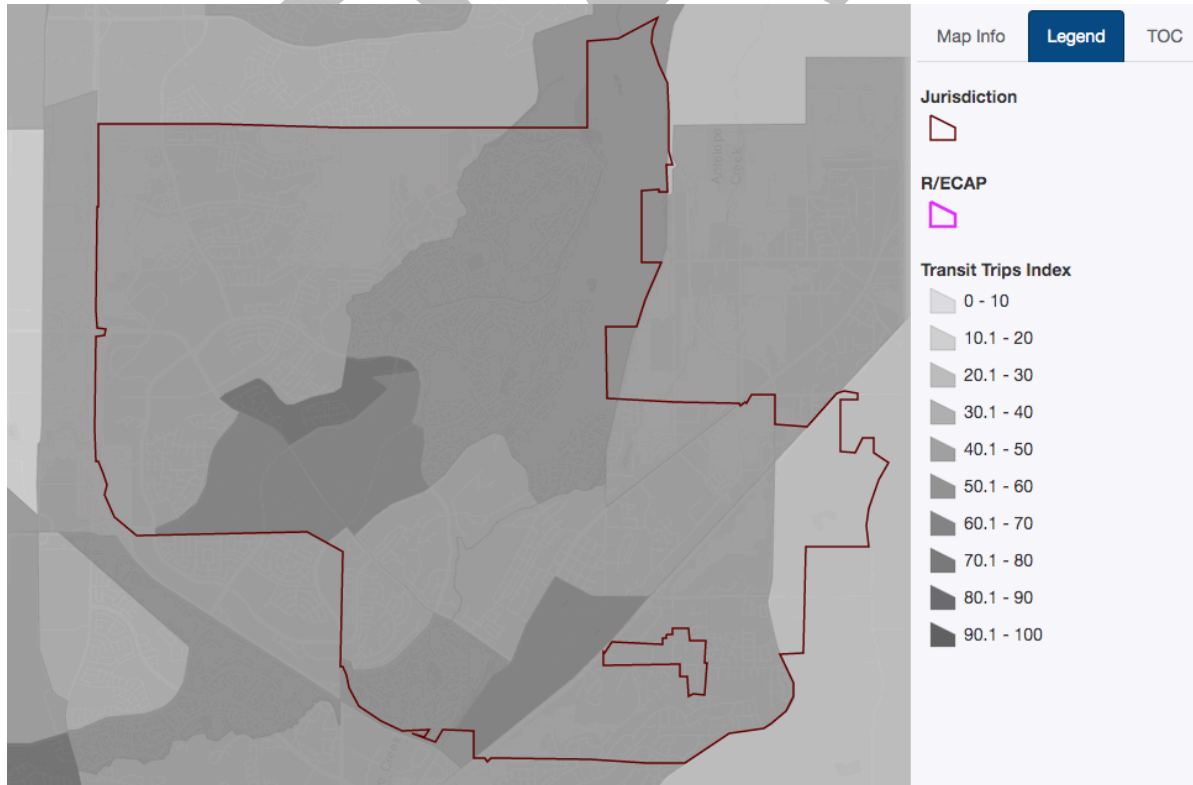 Map Info Legend TOC
Jurisdiction
R/ECAP
Transit Trips Index
0 - 10
10.1 - 20
20.1 - 30
30.1 - 40
40.1 - 50
50.1 - 60
60.1 - 70
70.1 - 80
80.1 - 90
90.1 - 100
Antelope
Creek